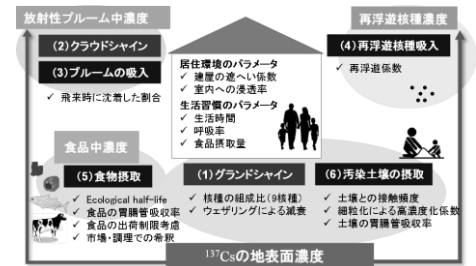 放射性プルーム中濃度
再浮遊核種濃度
(2)クラウドシャイン
(3)プルームの吸入
✓ 飛来時に沈着した割合
居住環境のパラメータ
✓ 建屋の遮へい係数
✓ 室内への浸透率
生活習慣のパラメータ
✓ 生活時間
✓ 呼吸率
✓ 食品摂取量
(4)再浮遊核種吸入
✓ 再浮遊係数
食品中濃度
(5)食物摂取
✓ Ecological half-life
✓ 食品の胃腸管吸収率
✓ 食品の出荷制限考慮
✓ 市場・調理での希釈
(1)グランドシャイン
✓ 核種の組成比(9核種)
✓ ウェザリングによる減衰
(6)汚染土壌の摂取
✓ 土壌との接触頻度
✓ 細粒化による高濃度化係数
✓ 土壌の胃腸管吸収率
¹³⁷Csの地表面濃度